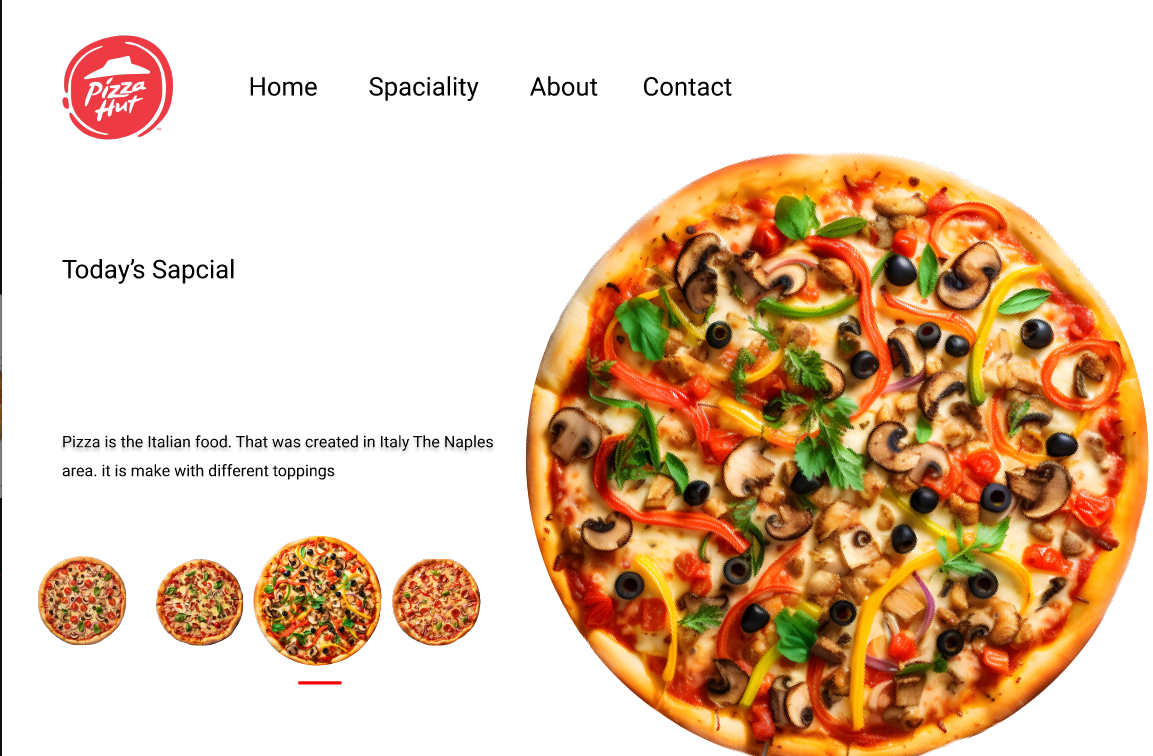 Pizza
Hut
Home Spaciality About Contact
Today’s Sapcial
Pizza is the Italian food. That was created in Italy The Naples
area. it is make with different toppings